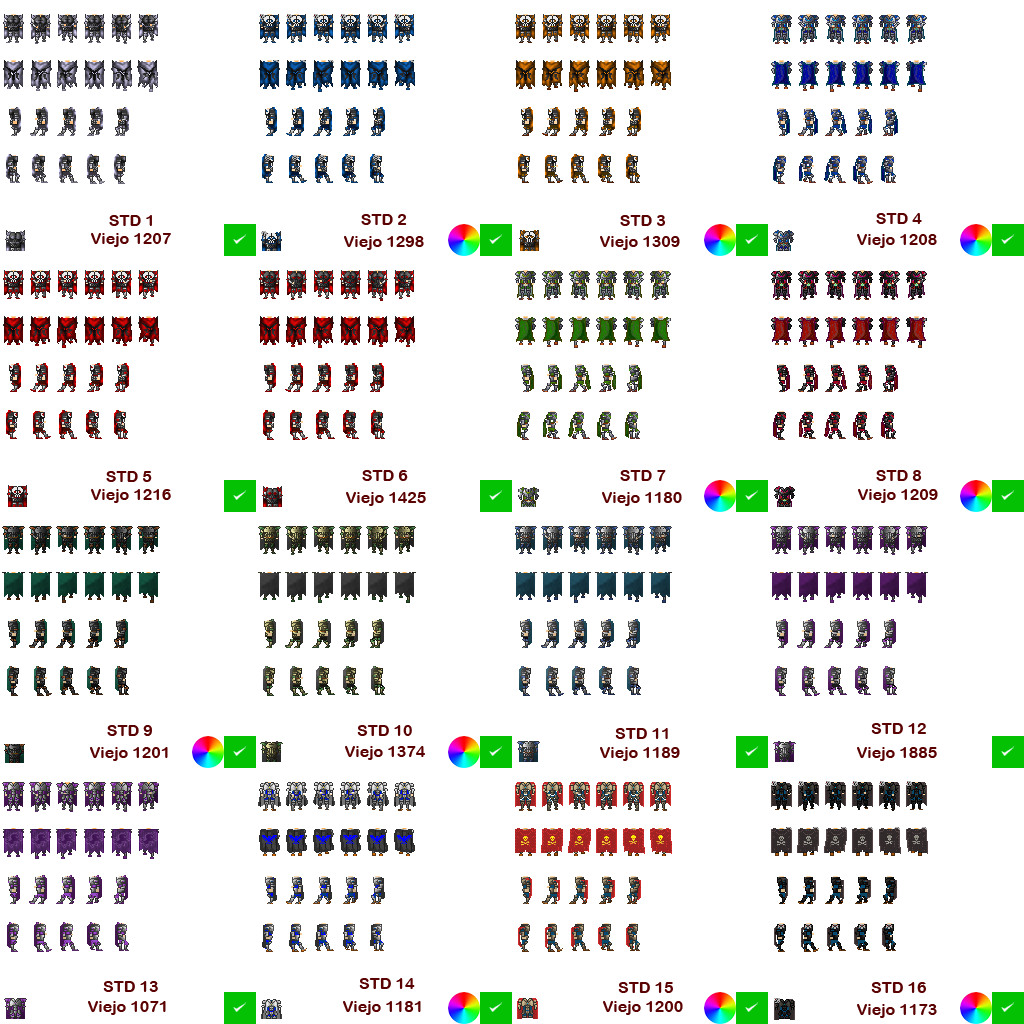 STD 1
Viejo 1207
STD 2
Viejo 1298
STD 3
Viejo 1309
STD 4
Viejo 1208
STD 5
Viejo 1216
STD 6
Viejo 1425
STD 7
Viejo 1180
STD 8
Viejo 1209
STD 9
Viejo 1201
STD 10
Viejo 1374
STD 11
Viejo 1189
STD 12
Viejo 1885
STD 13
Viejo 1071
STD 14
Viejo 1181
STD 15
Viejo 1200
STD 16
Viejo 1173